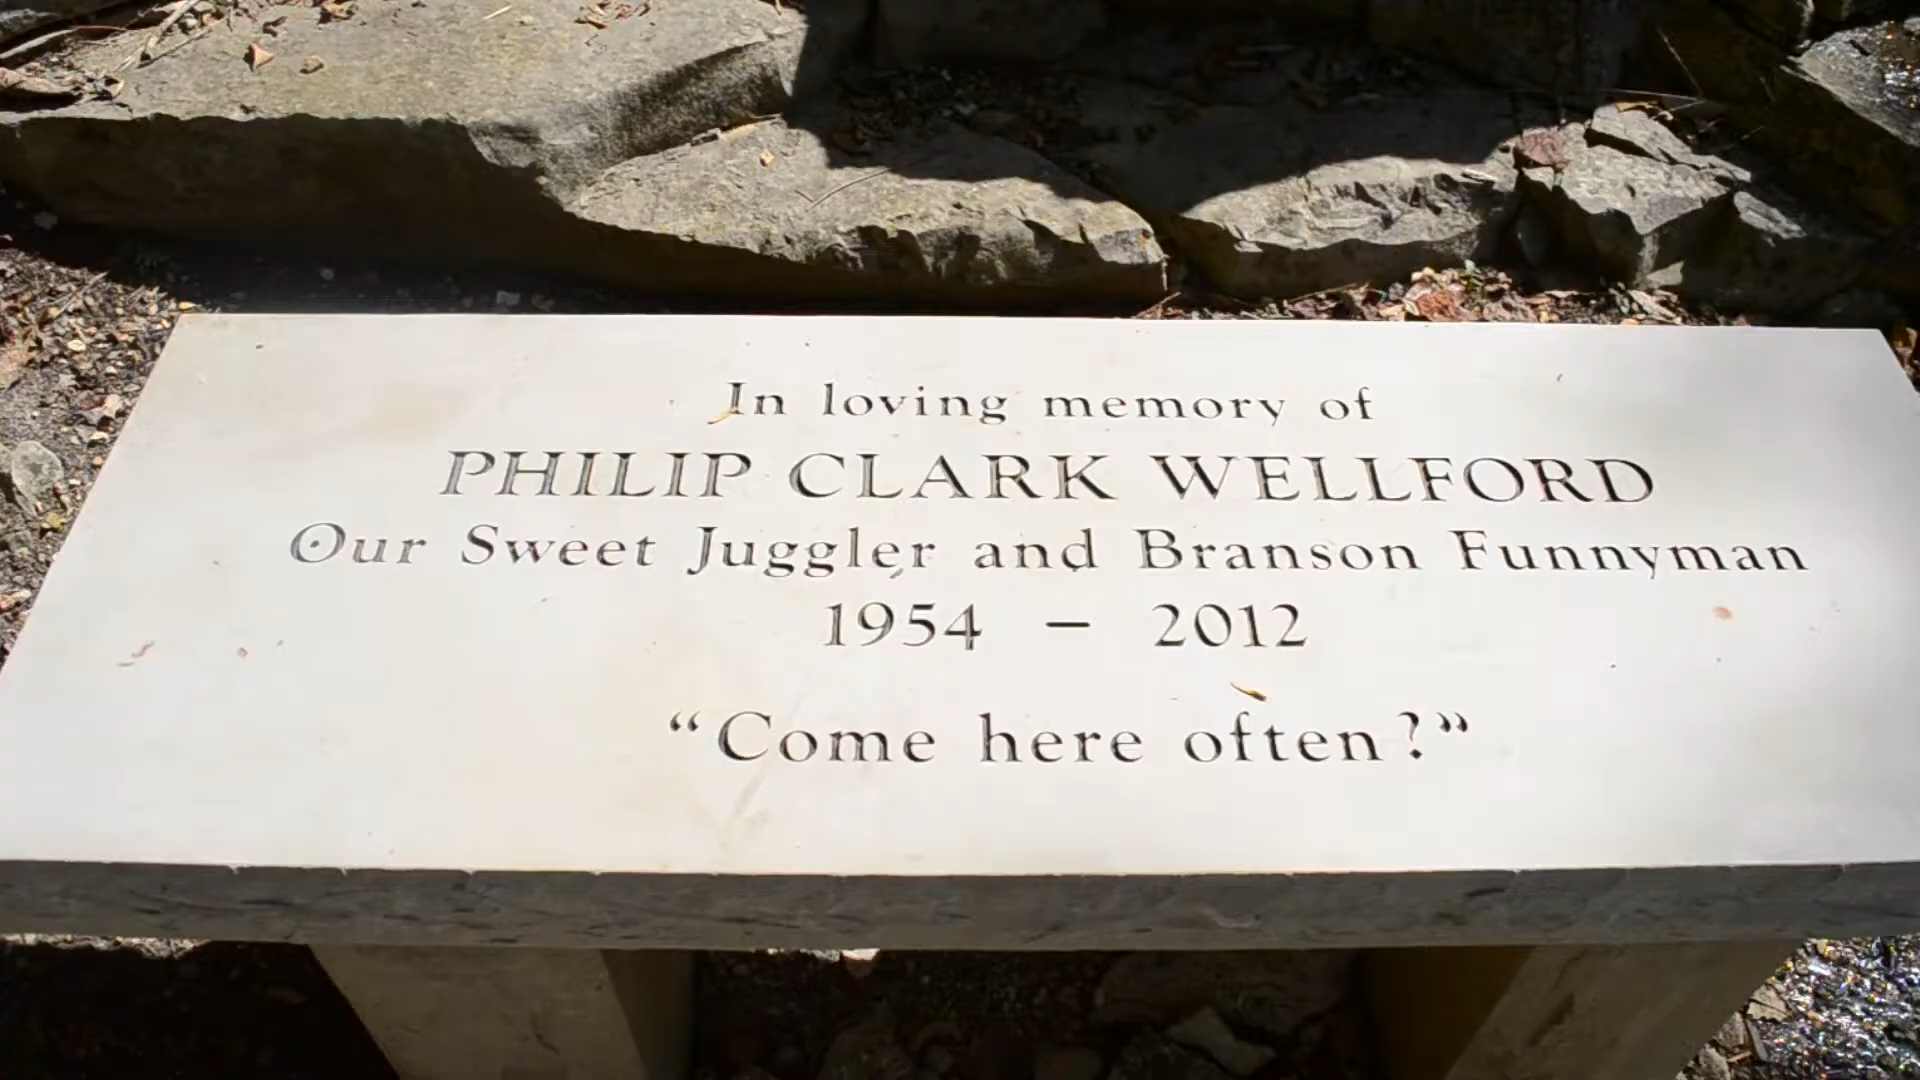 In loving memory of
PHILIP CLARK WELLFORD
Our Sweet Juggler and Branson Funnyman
1954 – 2012
“Come here often?”